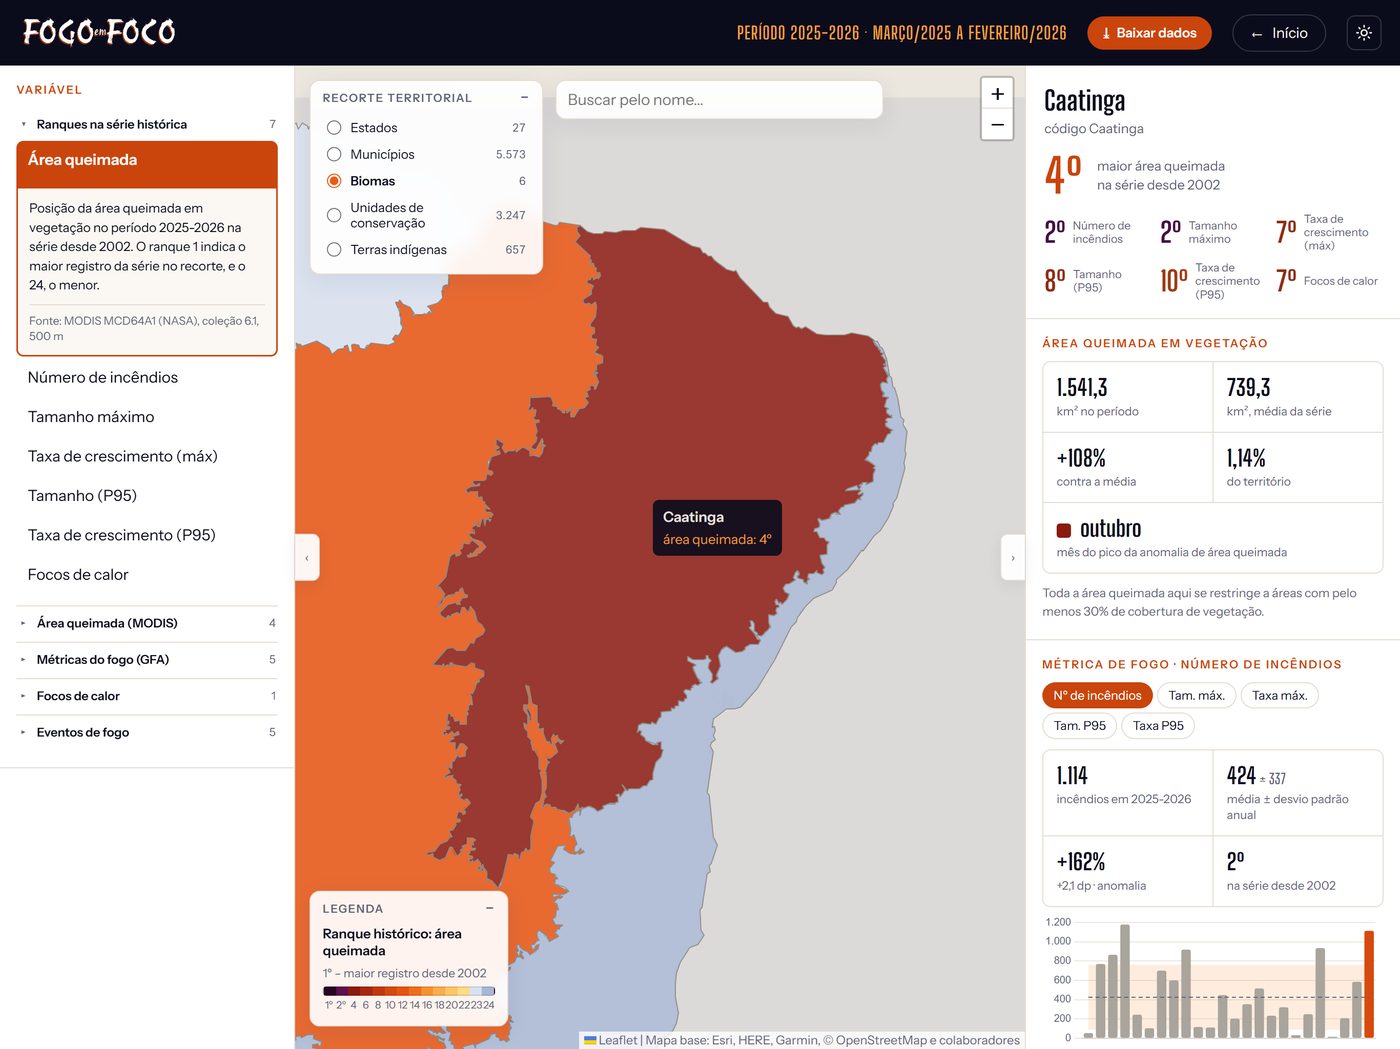 FOGO em FOCO
PERÍODO 2025-2026 · MARÇO/2025 A FEVEREIRO/2026
Baixar dados
← Início
VARIÁVEL
Ranques na série histórica 7
Área queimada
Posição da área queimada em
vegetação no período 2025-2026 na
série desde 2002. O ranque 1 indica o
maior registro da série no recorte, e o
24, o menor.
Fonte: MODIS MCD64A1 (NASA), coleção 6.1,
500 m
Número de incêndios
Tamanho máximo
Taxa de crescimento (máx)
Tamanho (P95)
Taxa de crescimento (P95)
Focos de calor
Área queimada (MODIS) 4
Métricas do fogo (GFA) 5
Focos de calor 1
Eventos de fogo 5
RECORTE TERRITORIAL −
Estados 27
Municípios 5.573
Biomas 6
Unidades de
conservação 3.247
Terras indígenas 657
Buscar pelo nome...
+
−
‹
›
Caatinga
área queimada: 4º
LEGENDA −
Ranque histórico: área
queimada
1º – maior registro desde 2002
1º 2º 4 6 8 10 12 14 16 18 20 22 23 24
Leaflet | Mapa base: Esri, HERE, Garmin, © OpenStreetMap e colaboradores
Caatinga
código Caatinga
4º maior área queimada
na série desde 2002
2º Número de
incêndios
2º Tamanho
máximo
7º Taxa de
crescimento
(máx)
8º Tamanho
(P95)
10º Taxa de
crescimento
(P95)
7º Focos de calor
ÁREA QUEIMADA EM VEGETAÇÃO
1.541,3
km² no período
739,3
km², média da série
+108%
contra a média
1,14%
do território
outubro
mês do pico da anomalia de área queimada
Toda a área queimada aqui se restringe a áreas com pelo
menos 30% de cobertura de vegetação.
MÉTRICA DE FOGO · NÚMERO DE INCÊNDIOS
Nº de incêndios Tam. máx. Taxa máx.
Tam. P95 Taxa P95
1.114
incêndios em 2025-2026
424 ± 337
média ± desvio padrão
anual
+162%
+2,1 dp · anomalia
2º
na série desde 2002
1.200
1.000
800
600
400
200
0